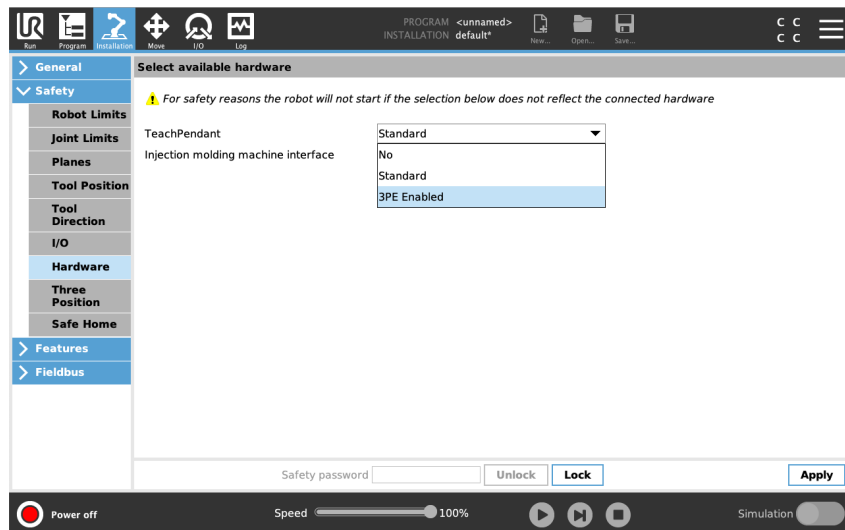 UR
Run
Program
Installation
Move
I/O
Log
PROGRAM <unnamed>
INSTALLATION default*
New...
Open...
Save...
C C
C C
General
Safety
Robot Limits
Joint Limits
Planes
Tool Position
Tool
Direction
I/O
Hardware
Three
Position
Safe Home
Features
Fieldbus
Select available hardware
! For safety reasons the robot will not start if the selection below does not reflect the connected hardware
TeachPendant
Standard
Injection molding machine interface
No
Standard
3PE Enabled
Safety password
Unlock
Lock
Apply
Power off
Speed
100%
Simulation